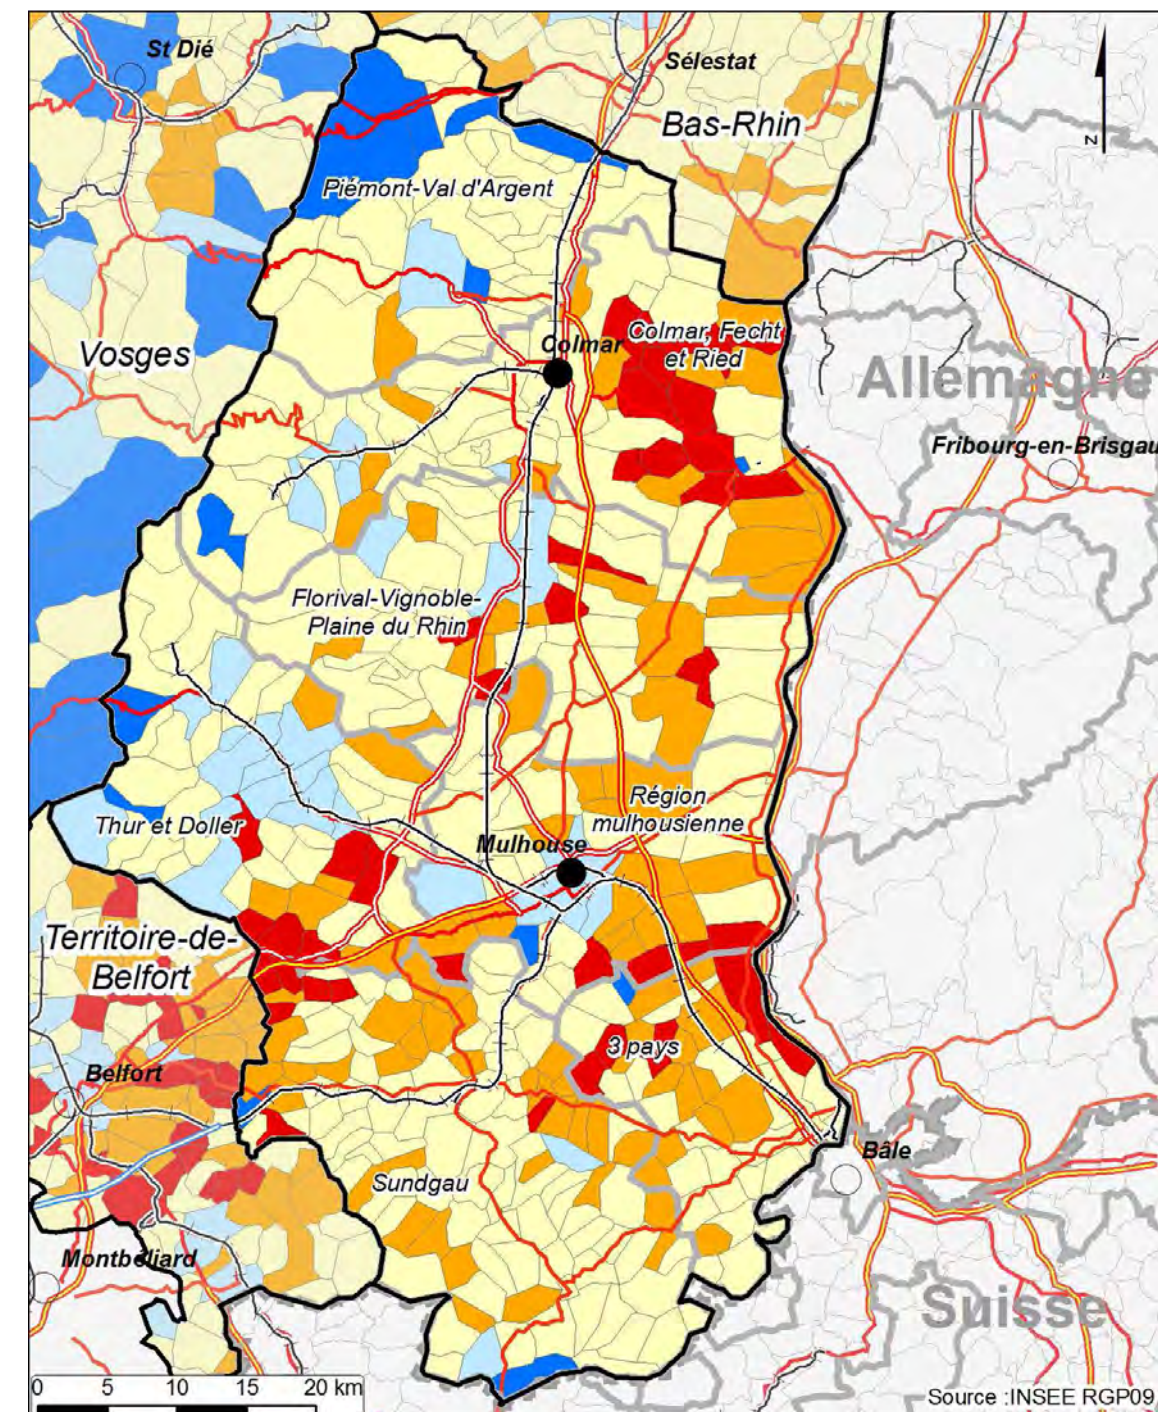 St Dié
Sélestat
Bas-Rhin
N
Piémont-Val d'Argent
Vosges
Colmar
Colmar, Fecht
et Ried
Allemagne
Fribourg-en-Brisgau
Florival-Vignoble-
Plaine du Rhin
Thur et Doller
Région
mulhousienne
Mulhouse
Territoire-de-
Belfort
3 pays
Belfort
Bâle
Sundgau
Montbéliard
Suisse
0 5 10 15 20 km
Source :INSEE RGP09